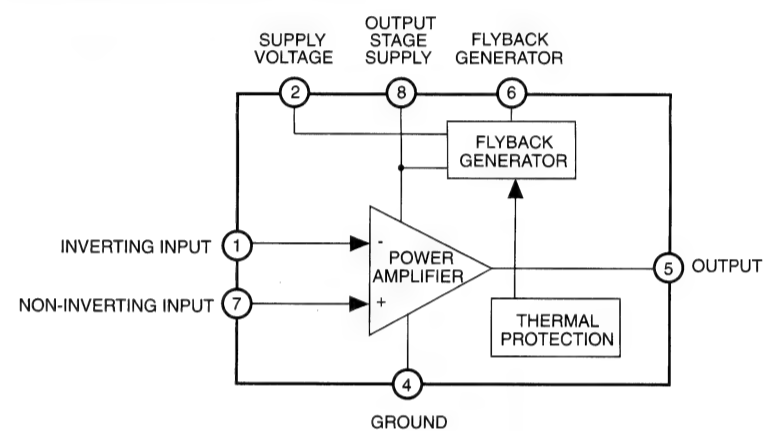 SUPPLY
VOLTAGE
OUTPUT
STAGE
SUPPLY
FLYBACK
GENERATOR
2
8
6
FLYBACK
GENERATOR
INVERTING INPUT
1
-
POWER
AMPLIFIER
5
OUTPUT
NON-INVERTING INPUT
7
+
THERMAL
PROTECTION
4
GROUND